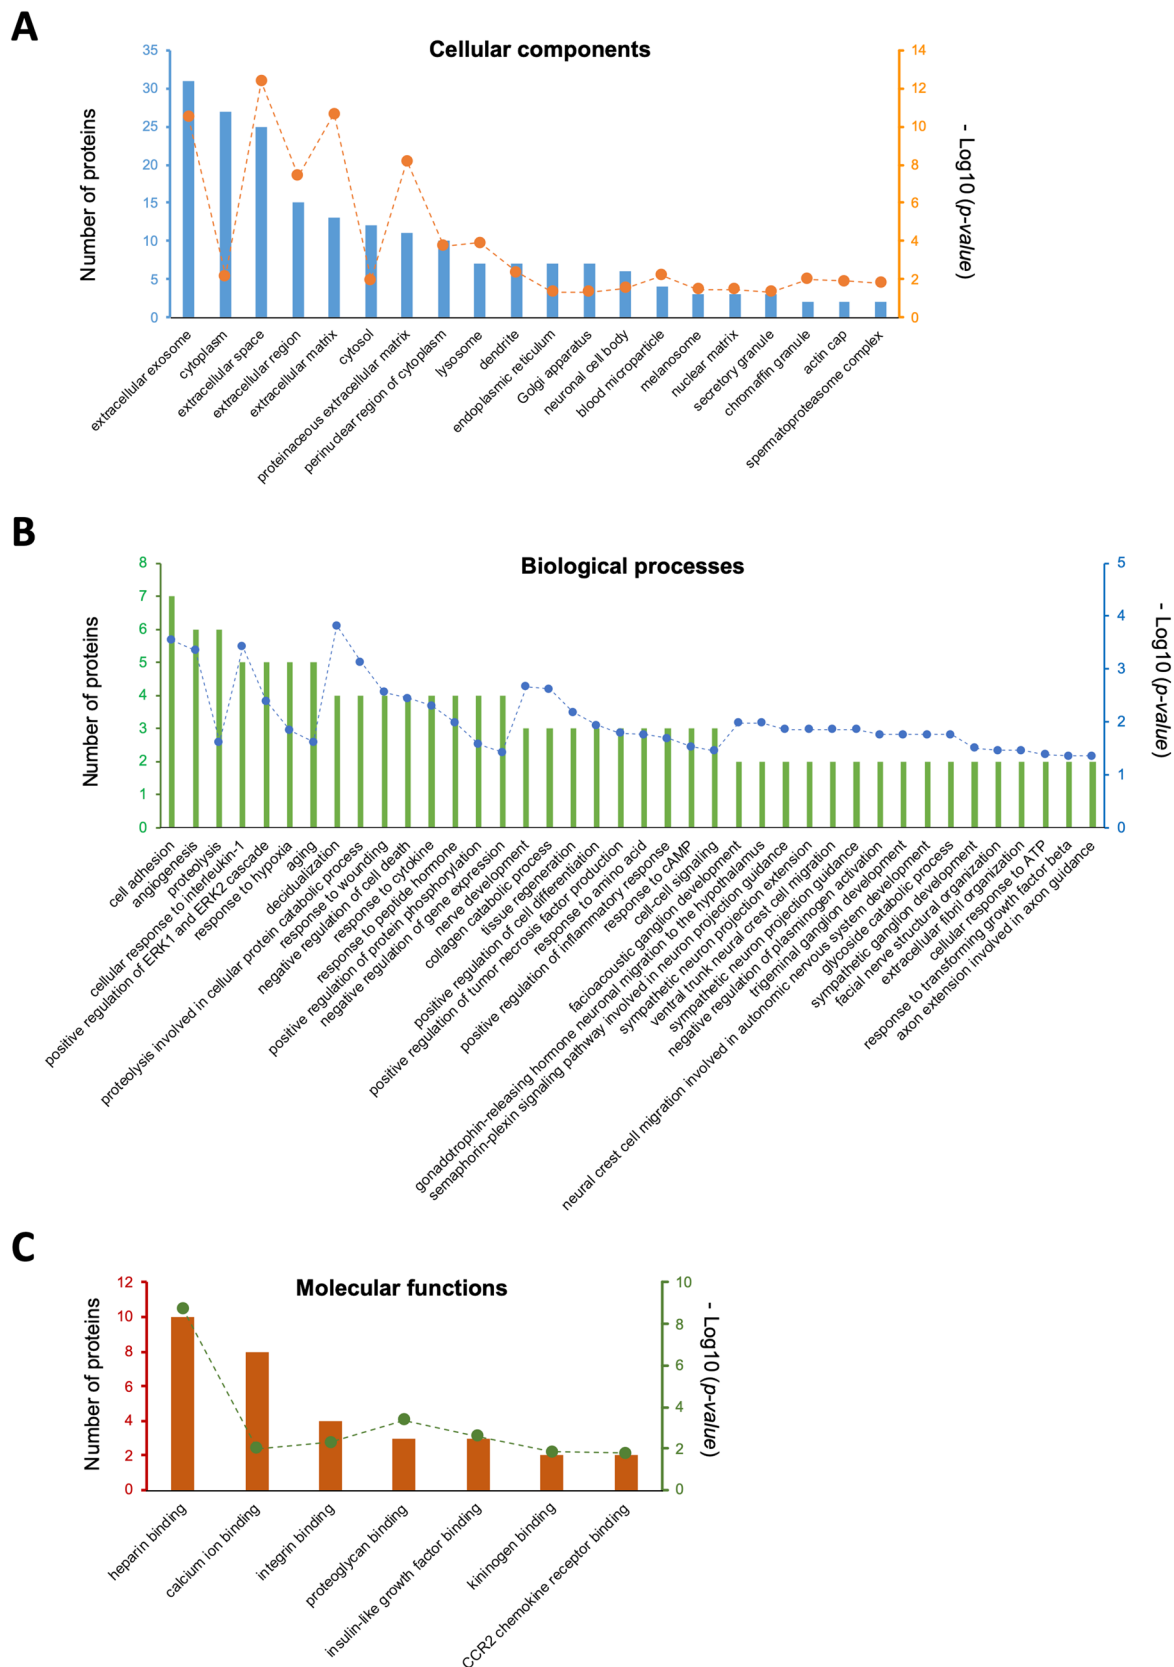 A
Cellular components
Number of proteins
35
30
25
20
15
10
5
0
14
12
10
8
6
4
2
0
- Log10 (p-value)
extracellular exosome
cytoplasm
extracellular space
extracellular region
extracellular matrix
cytosol
proteinaceous extracellular matrix
perinuclear region of cytoplasm
lysosome
dendrite
endoplasmic reticulum
Golgi apparatus
neuronal cell body
blood microparticle
melanosome
nuclear matrix
secretory granule
chromaffin granule
actin cap
spermatoproteasome complex
B
Biological processes
Number of proteins
8
7
6
5
4
3
2
1
0
5
4
3
2
1
0
- Log10 (p-value)
cell adhesion
angiogenesis
proteolysis
cellular response to interleukin-1
positive regulation of ERK1 and ERK2 cascade
response to hypoxia
aging
decidualization
proteolysis involved in cellular protein catabolic process
response to wounding
negative regulation of cell death
response to cytokine
response to peptide hormone
positive regulation of protein phosphorylation
negative regulation of gene expression
nerve development
collagen catabolic process
tissue regeneration
positive regulation of cell differentiation
positive regulation of tumor necrosis factor production
response to amino acid
positive regulation of inflammatory response
response to cAMP
cell-cell signaling
facioacoustic ganglion development
gonadotrophin-releasing hormone neuronal migration to the hypothalamus
semaphorin-plexin signaling pathway involved in neuron projection guidance
sympathetic neuron projection extension
ventral trunk neural crest cell migration
sympathetic neuron projection guidance
negative regulation of plasminogen activation
trigeminal ganglion development
neural crest cell migration involved in autonomic nervous system development
glycoside catabolic process
sympathetic ganglion development
facial nerve structural organization
extracellular fibril organization
cellular response to ATP
response to transforming growth factor beta
axon extension involved in axon guidance
C
Molecular functions
Number of proteins
12
10
8
6
4
2
0
10
8
6
4
2
0
- Log10 (p-value)
heparin binding
calcium ion binding
integrin binding
proteoglycan binding
insulin-like growth factor binding
kininogen binding
CCR2 chemokine receptor binding